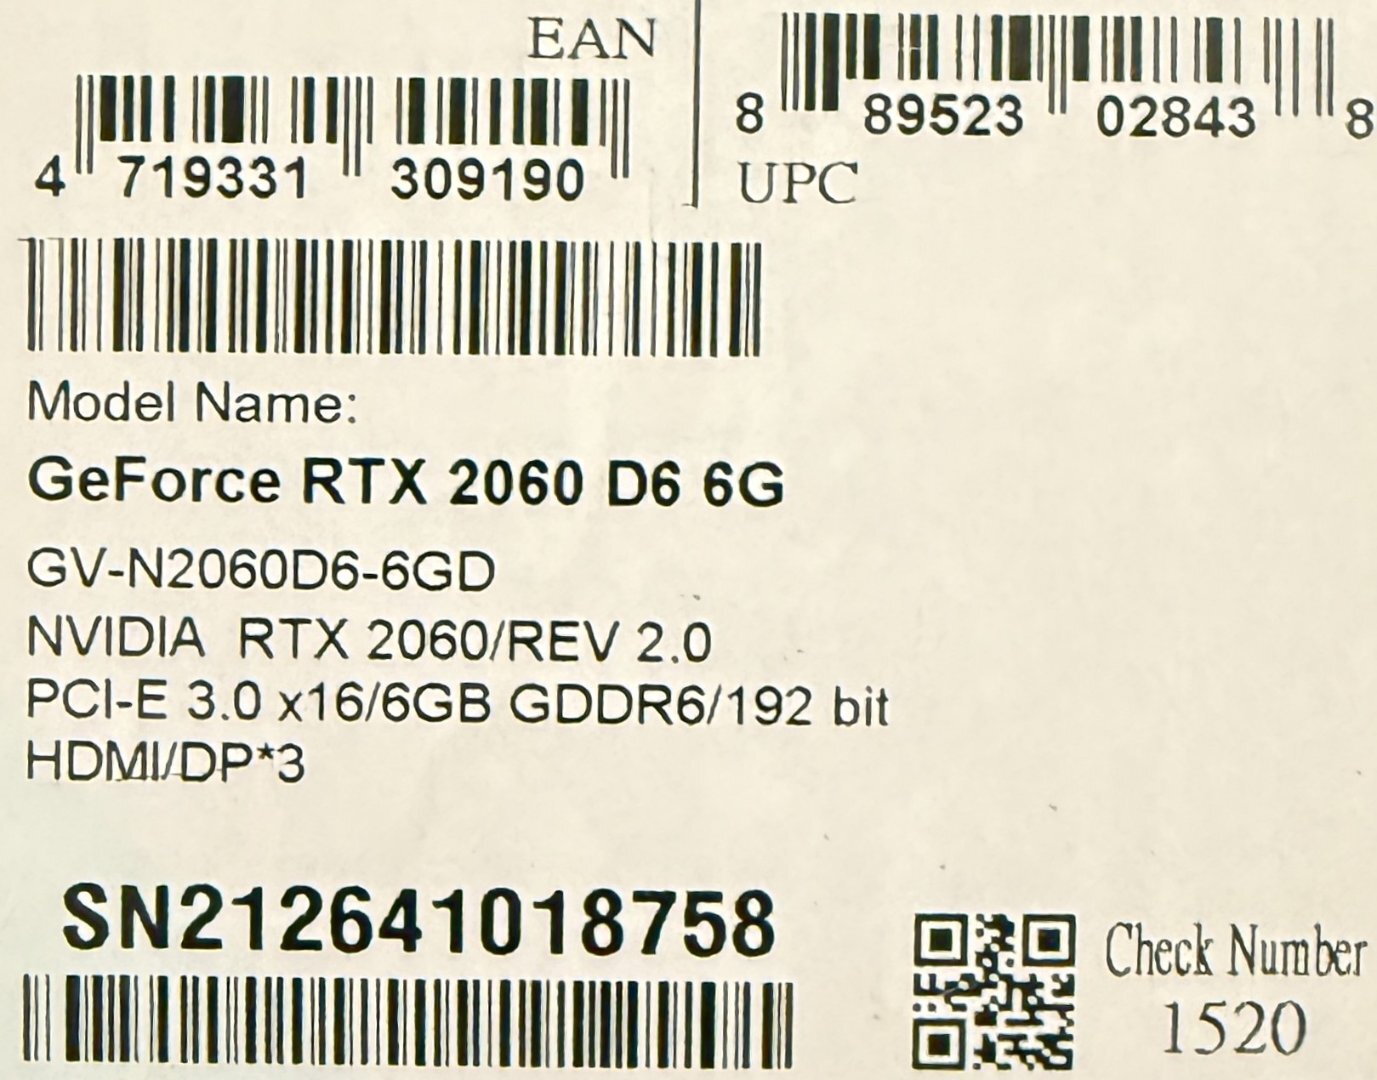 EAN
4 719331 309190
8 89523 02843 8
UPC
Model Name:
GeForce RTX 2060 D6 6G
GV-N2060D6-6GD
NVIDIA RTX 2060/REV 2.0
PCI-E 3.0 x16/6GB GDDR6/192 bit
HDMI/DP*3
SN212641018758
Check Number
1520